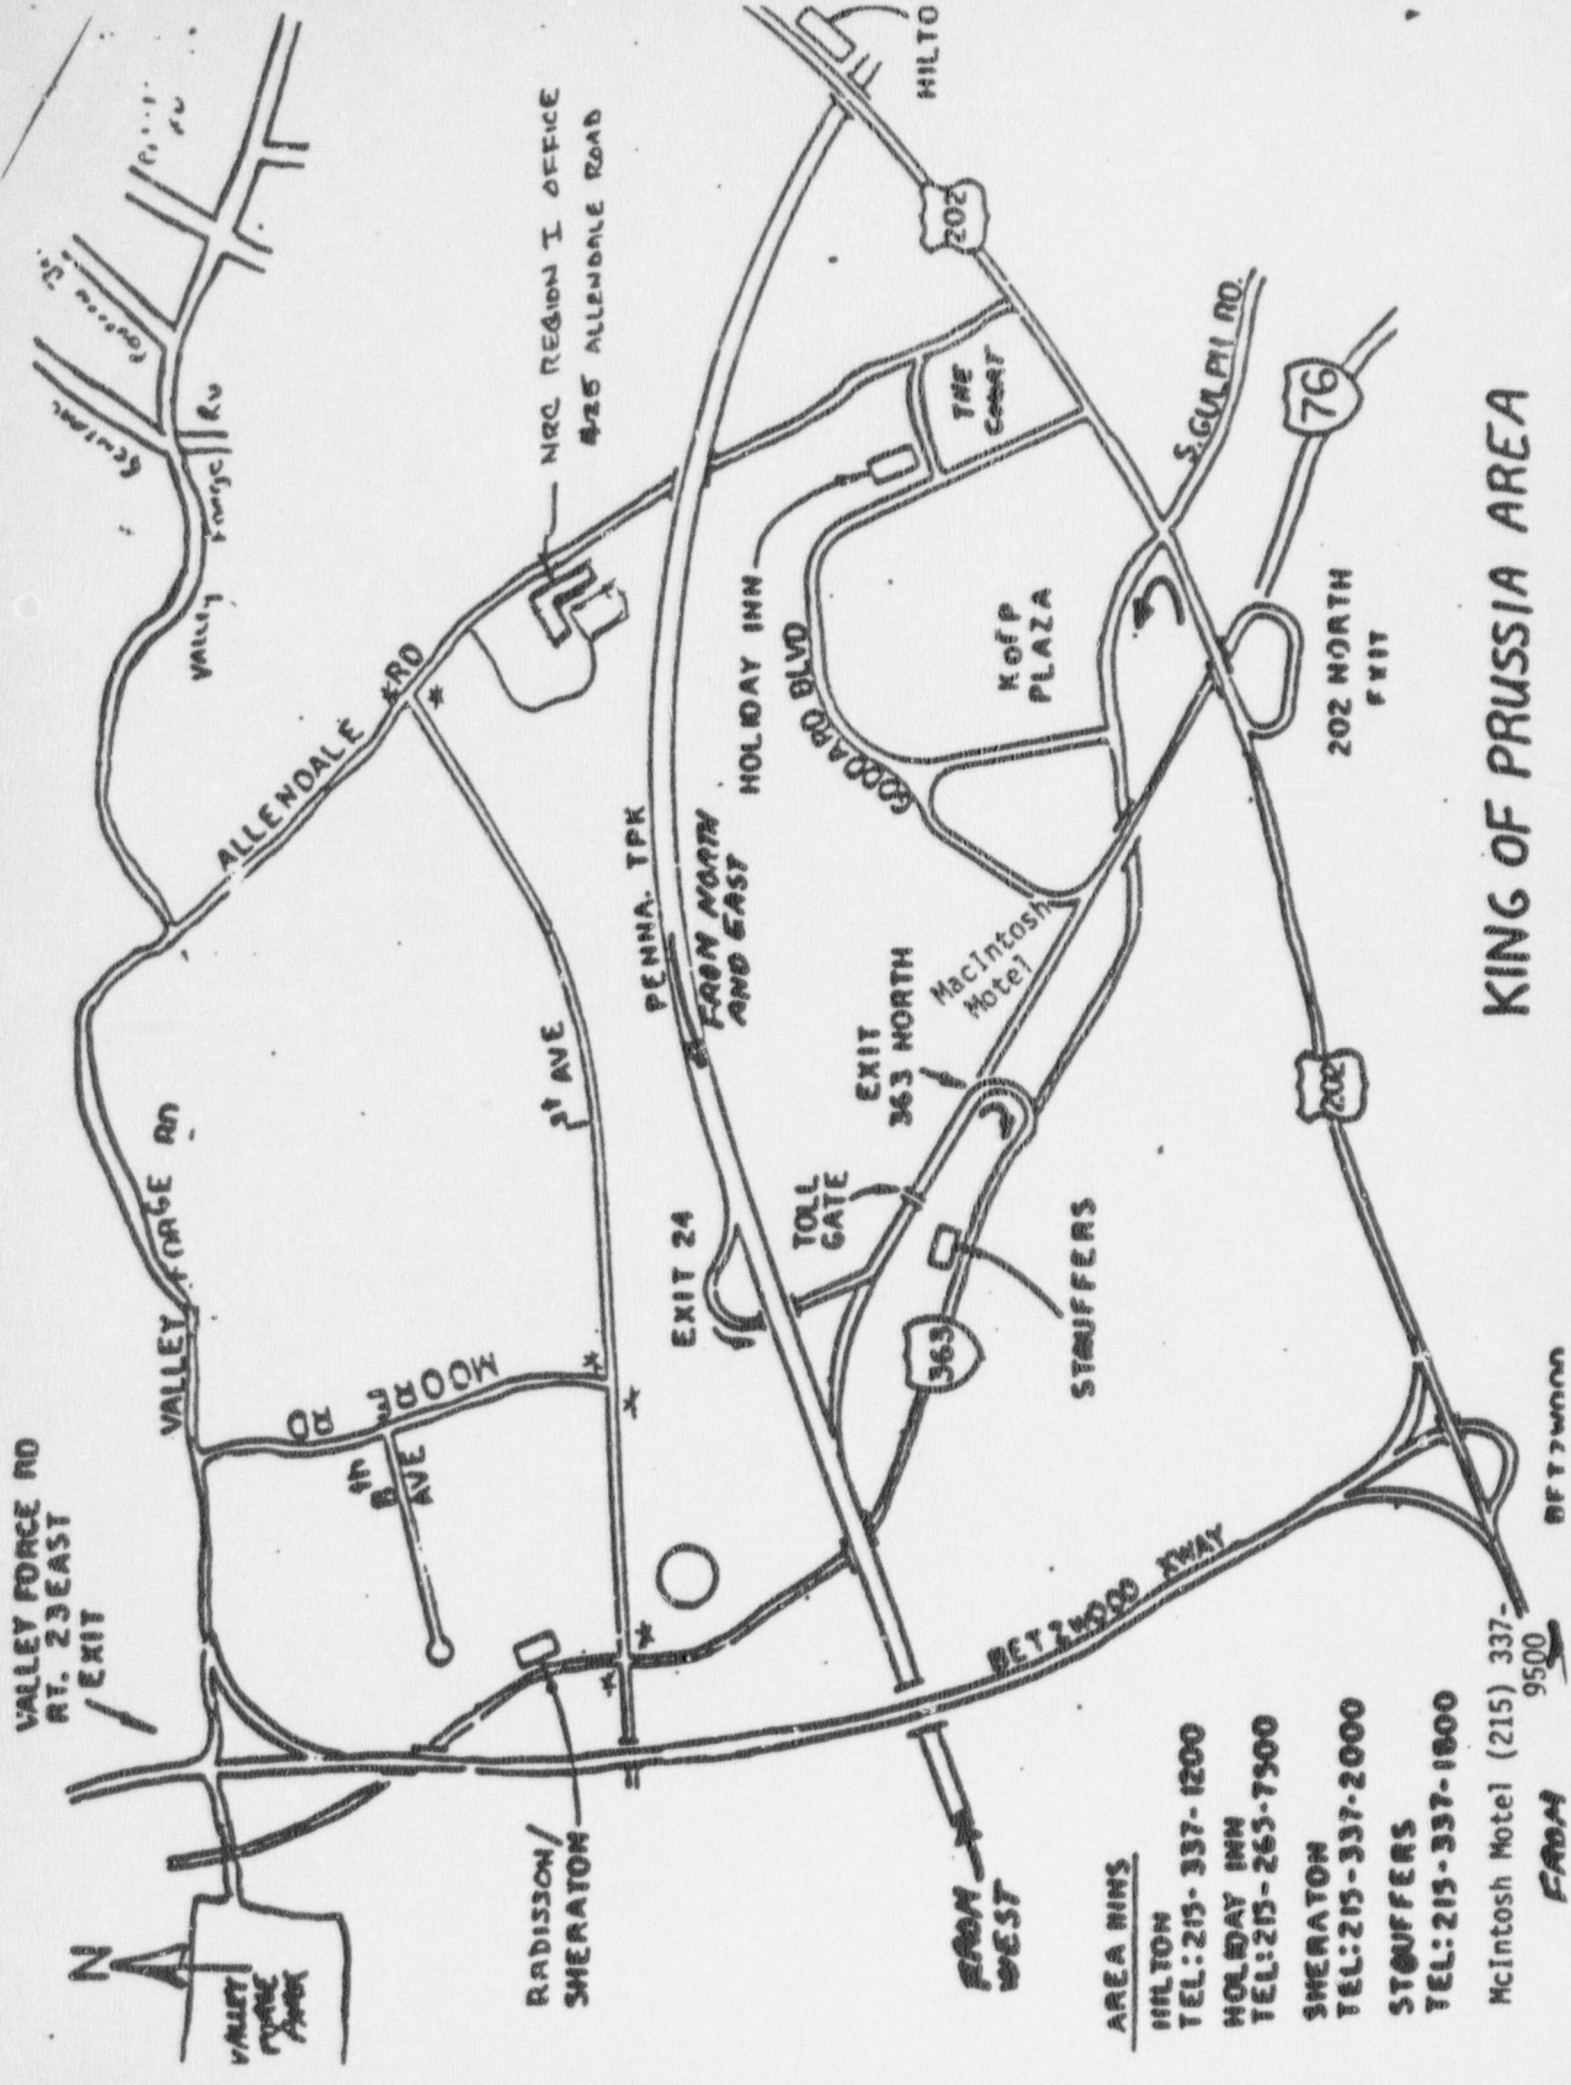 VALLEY FORGE RD
RT. 23 EAST
EXIT
N
VALLEY
FORGE
PARK
VALLEY FORGE RD
MOORE
RD
8th
AVE
ALLENDALE RD
VALLEY Forge Rd
NRC REGION I OFFICE
425 ALLENDALE ROAD
1st AVE
RADISSON/
SHERATON
PENNA. TPK
FROM NORTH
AND EAST
EXIT 24
HOLIDAY INN
GODDARD BLVD
THE
COURT
K of P
PLAZA
HILTO
202
S. GULPH RD.
76
202 NORTH
EXIT
MacIntosh
Motel
EXIT
363 NORTH
TOLL
GATE
363
STOUFFERS
202
BETZWOOD XWAY
FROM
WEST
AREA INNS
HILTON
TEL: 215-337-1200
HOLIDAY INN
TEL: 215-265-7500
SHERATON
TEL: 215-337-2000
STOUFFERS
TEL: 215-337-1800
McIntosh Motel (215) 337-
9500
FROM
BETZWOOD
KING OF PRUSSIA AREA